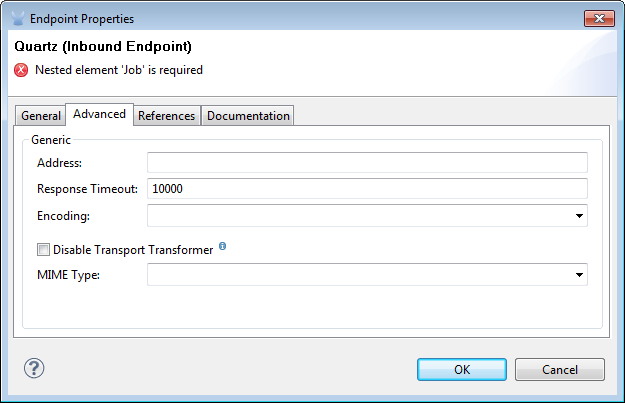 Endpoint Properties
Quartz (Inbound Endpoint)
Nested element 'Job' is required
General Advanced References Documentation
Generic
Address:
Response Timeout: 10000
Encoding:
Disable Transport Transformer
MIME Type:
OK Cancel